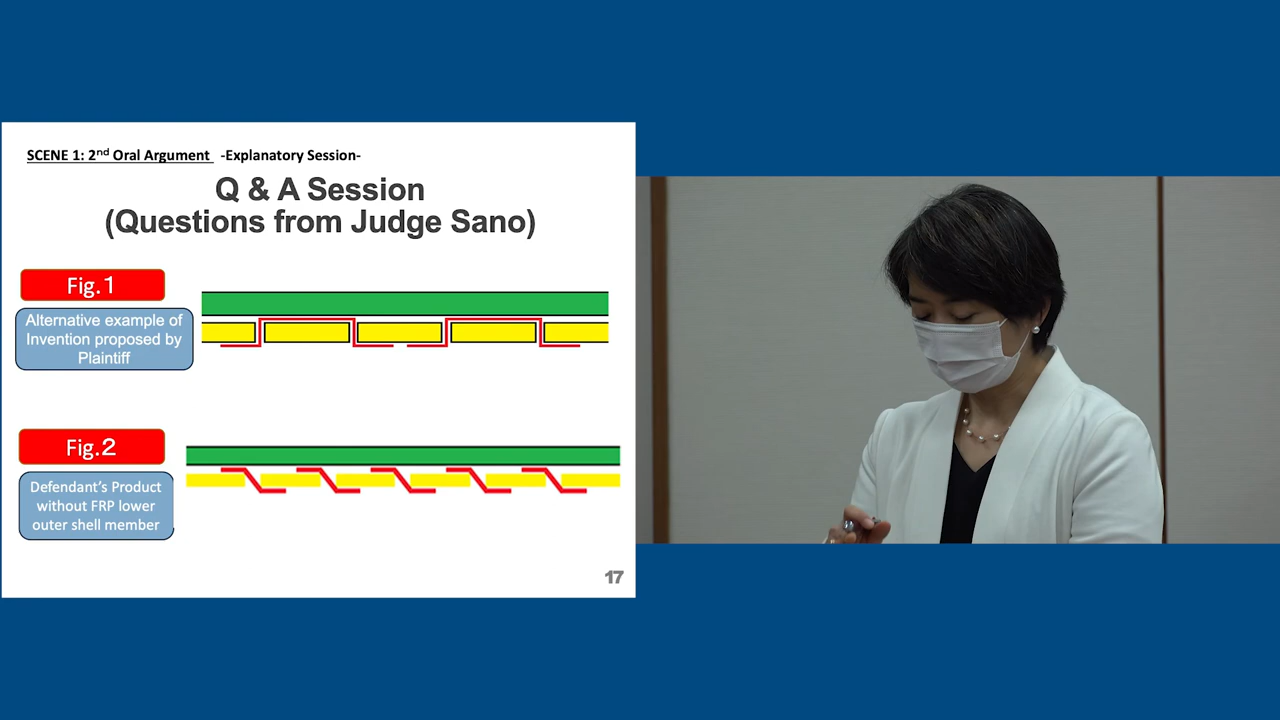 SCENE 1: 2nd Oral Argument -Explanatory Session-
Q & A Session
(Questions from Judge Sano)
Fig.1
Alternative example of
Invention proposed by
Plaintiff
Fig.2
Defendant's Product
without FRP lower
outer shell member
17